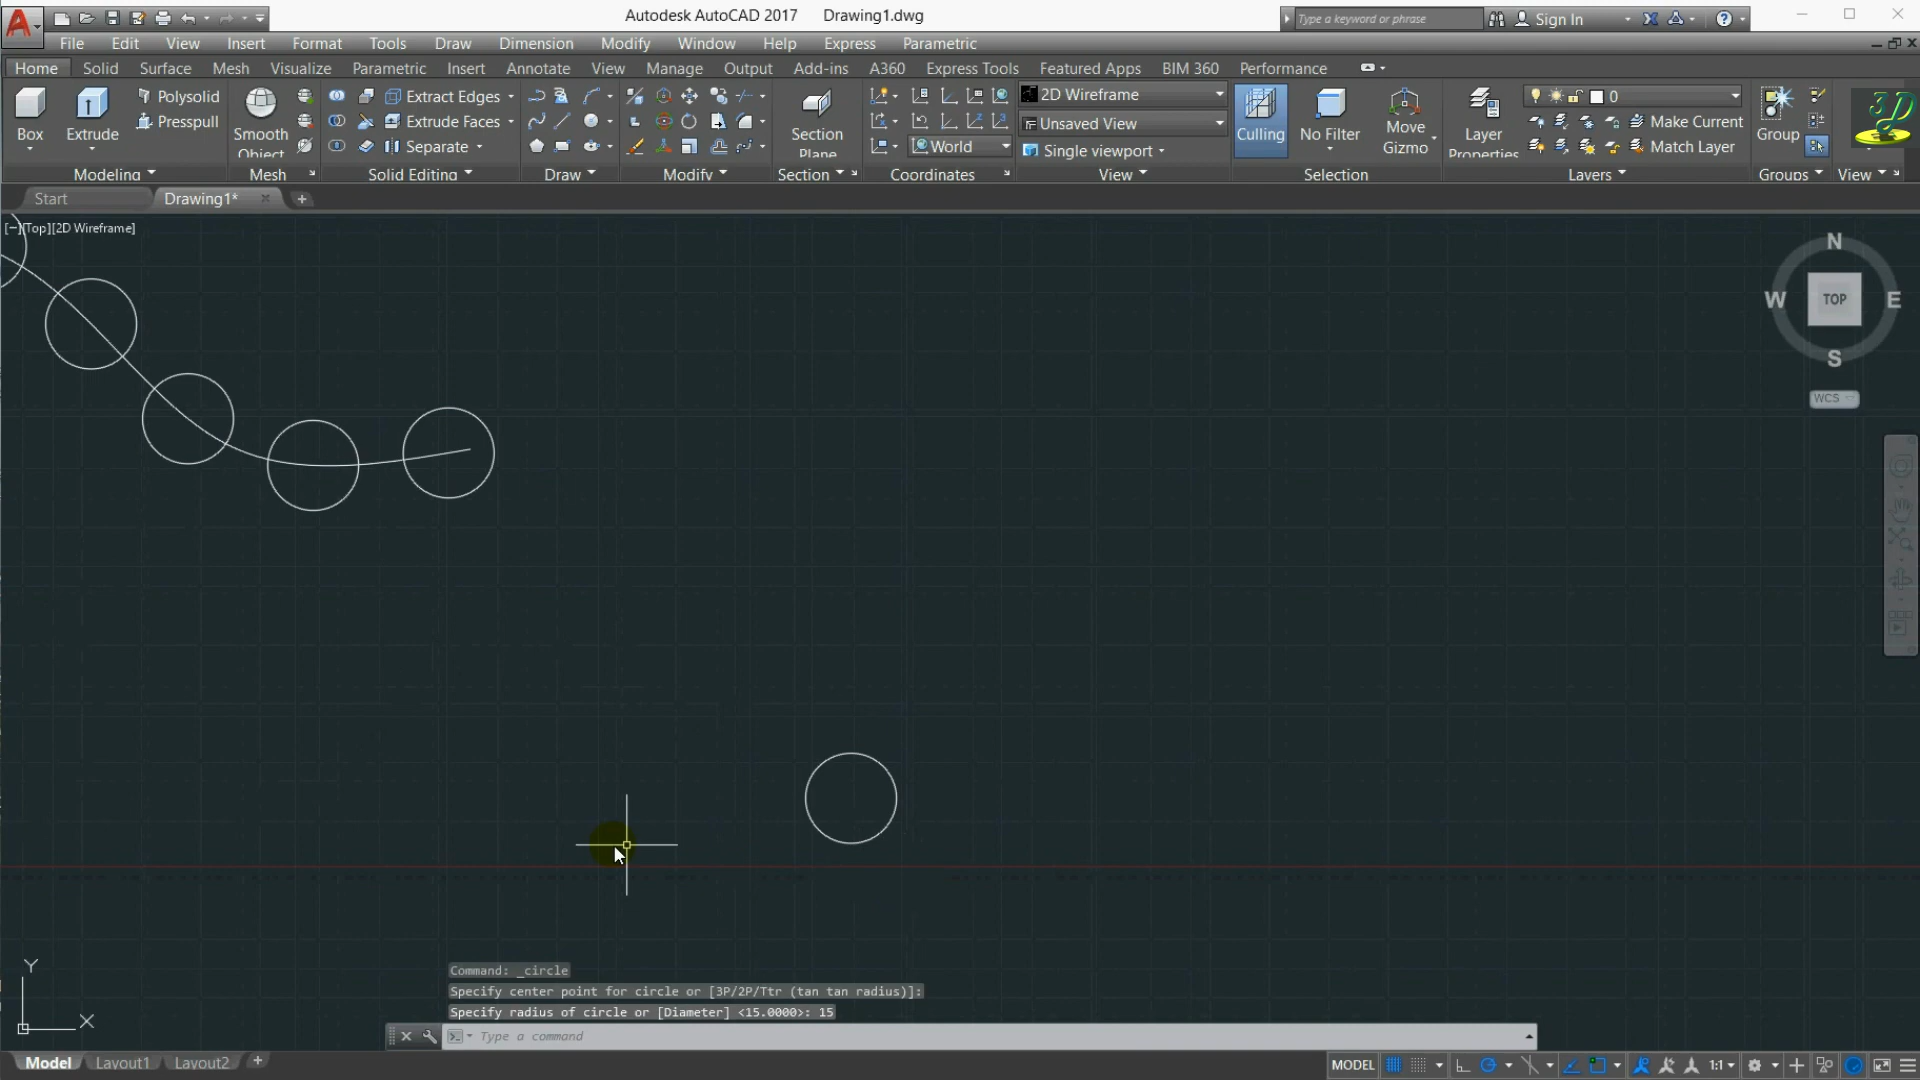 Autodesk AutoCAD 2017 Drawing1.dwg
Type a keyword or phrase
Sign In
File Edit View Insert Format Tools Draw Dimension Modify Window Help Express Parametric
Home Solid Surface Mesh Visualize Parametric Insert Annotate View Manage Output Add-ins A360 Express Tools Featured Apps BIM 360 Performance
Polysolid Extract Edges 2D Wireframe 0
Presspull Extrude Faces Unsaved View Make Current
Box Extrude Smooth Object Separate Section Plane World Single viewport Culling No Filter Move Gizmo Layer Properties Match Layer Group 3D
Modeling Mesh Solid Editing Draw Modify Section Coordinates View Selection Layers Groups View
Start Drawing1* +
[−][Top][2D Wireframe]
N
W TOP E
S
WCS
Y
X
Command: _circle
Specify center point for circle or [3P/2P/Ttr (tan tan radius)]:
Specify radius of circle or [Diameter] <15.0000>: 15
Type a command
Model Layout1 Layout2 +
MODEL 1:1